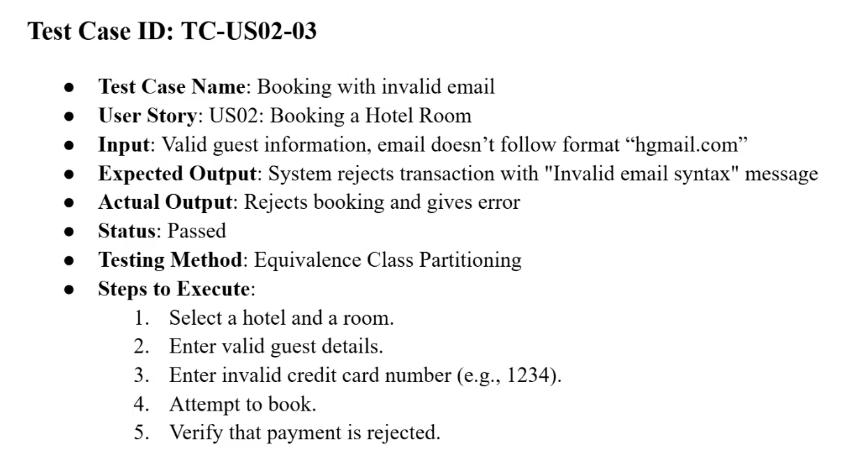 Test Case ID: TC-US02-03
● Test Case Name: Booking with invalid email
● User Story: US02: Booking a Hotel Room
● Input: Valid guest information, email doesn’t follow format “hgmail.com”
● Expected Output: System rejects transaction with "Invalid email syntax" message
● Actual Output: Rejects booking and gives error
● Status: Passed
● Testing Method: Equivalence Class Partitioning
● Steps to Execute:
1. Select a hotel and a room.
2. Enter valid guest details.
3. Enter invalid credit card number (e.g., 1234).
4. Attempt to book.
5. Verify that payment is rejected.